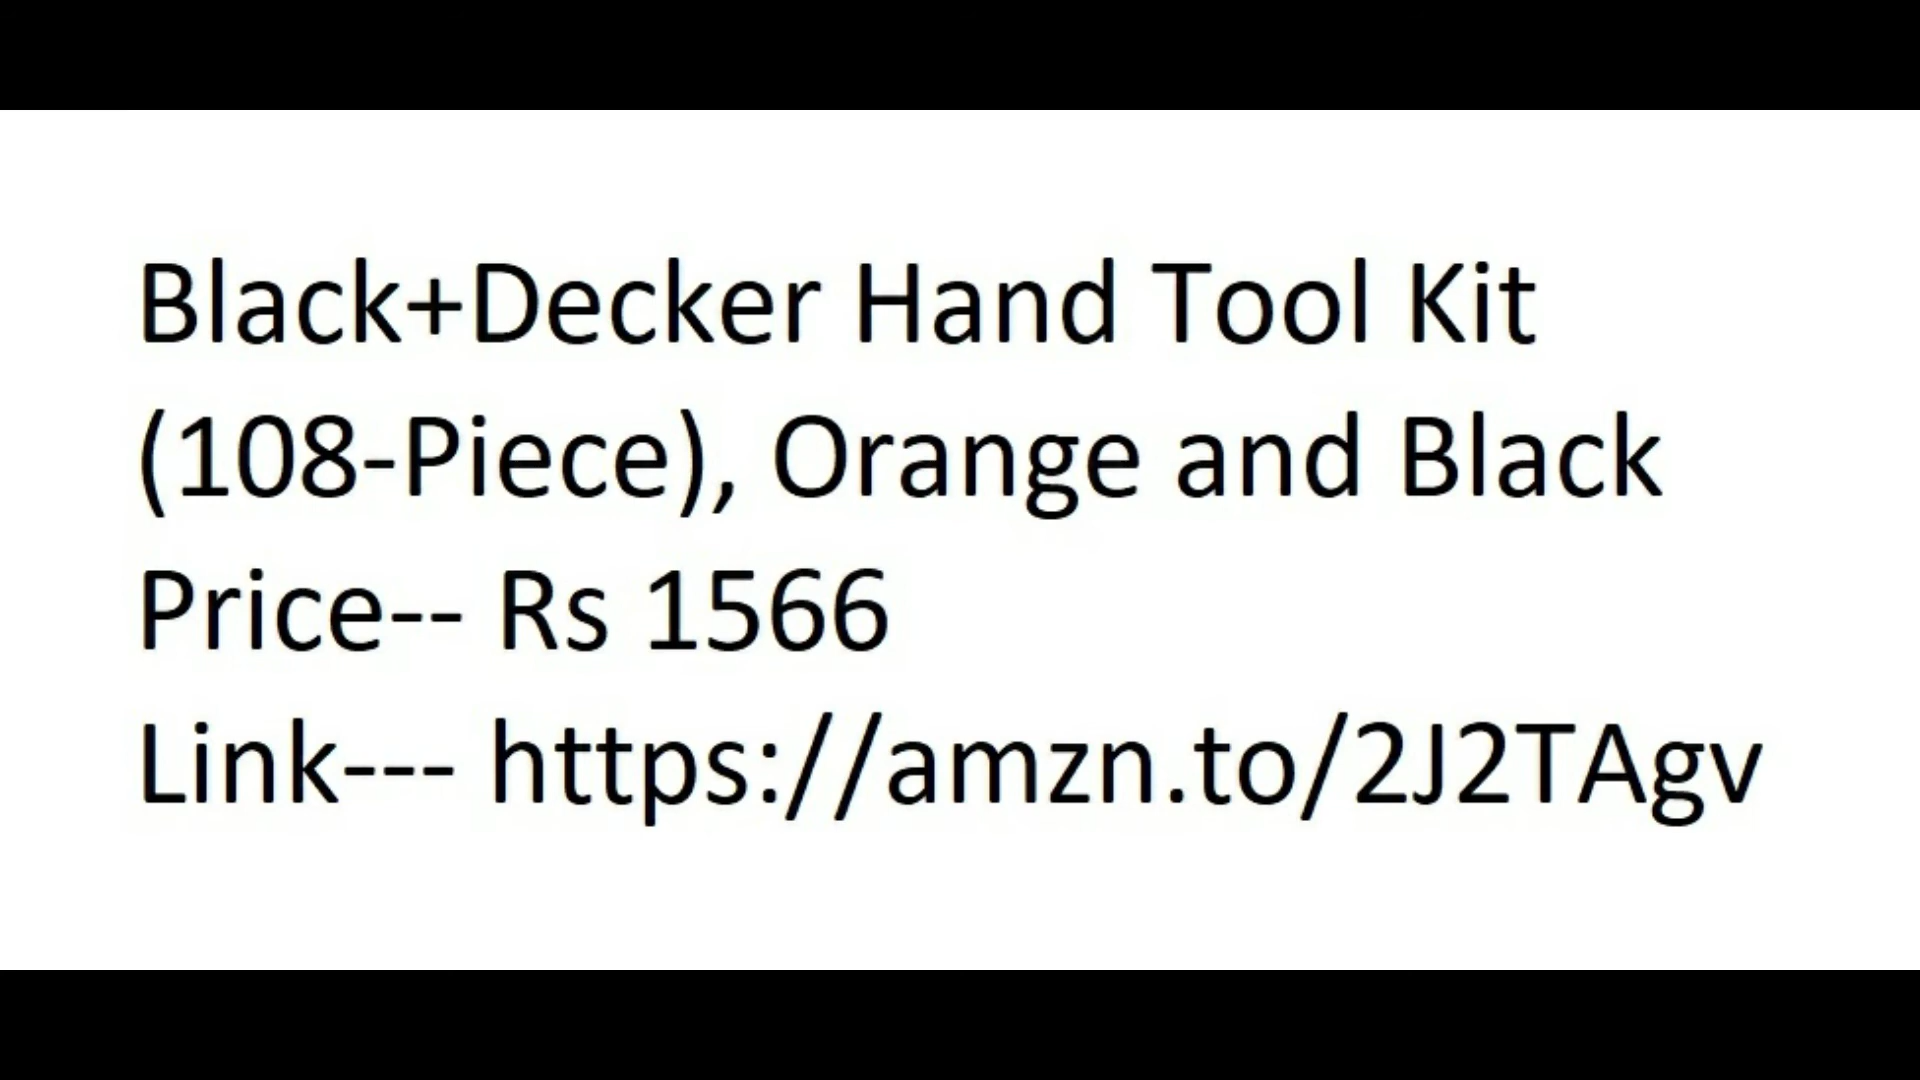 Black+Decker Hand Tool Kit
(108-Piece), Orange and Black
Price-- Rs 1566
Link--- https://amzn.to/2J2TAgv